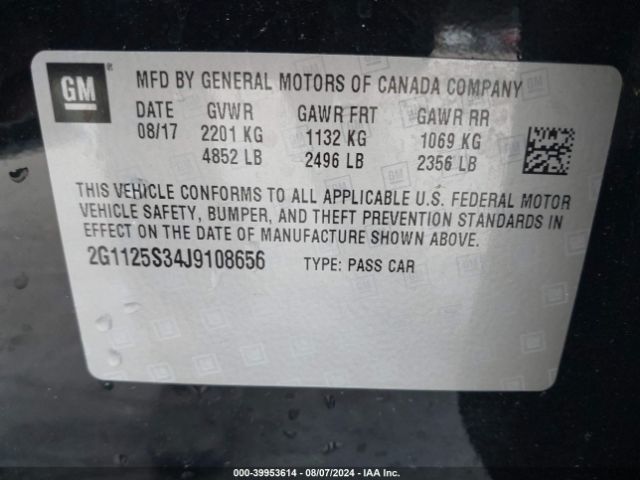 GM ®
MFD BY GENERAL MOTORS OF CANADA COMPANY
DATE GVWR GAWR FRT GAWR RR
08/17 2201 KG 1132 KG 1069 KG
4852 LB 2496 LB 2356 LB
THIS VEHICLE CONFORMS TO ALL APPLICABLE U.S. FEDERAL MOTOR
VEHICLE SAFETY, BUMPER, AND THEFT PREVENTION STANDARDS IN
EFFECT ON THE DATE OF MANUFACTURE SHOWN ABOVE.
2G1125S34J9108656 TYPE: PASS CAR
000-39953614 - 08/07/2024 - IAA Inc.